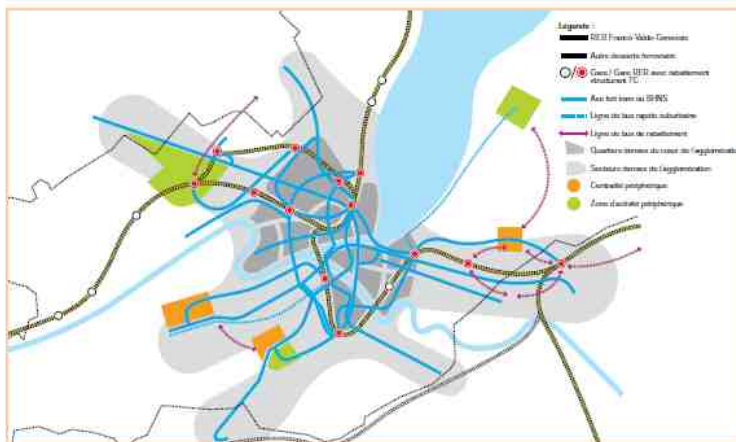 Légende :
RER Franco-Valdo-Genevois
Autre desserte ferroviaire
Gare / Gare RER avec rabattement
structurant TC
Axe fort tram ou BHNS
Ligne de bus rapide suburbaine
Ligne de bus de rabattement
Quartiers denses du cœur de l'agglomération
Secteurs denses de l'agglomération
Centralité périphérique
Zone d'activité périphérique